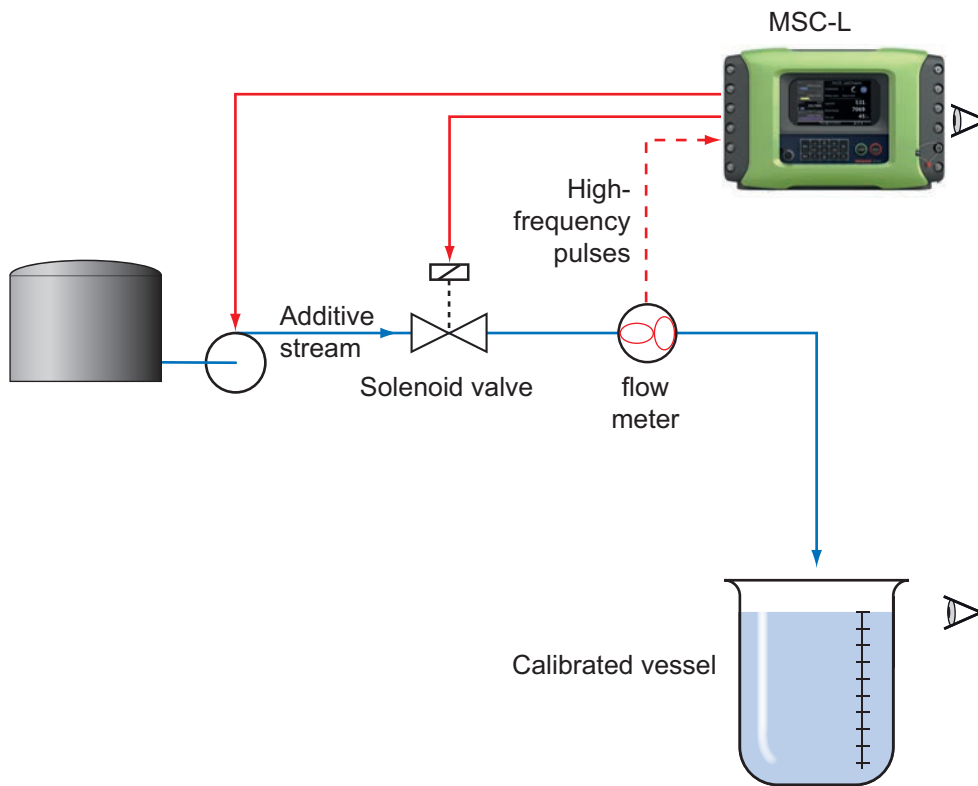 MSC-L
High-
frequency
pulses
Additive
stream
Solenoid valve
flow
meter
Calibrated vessel